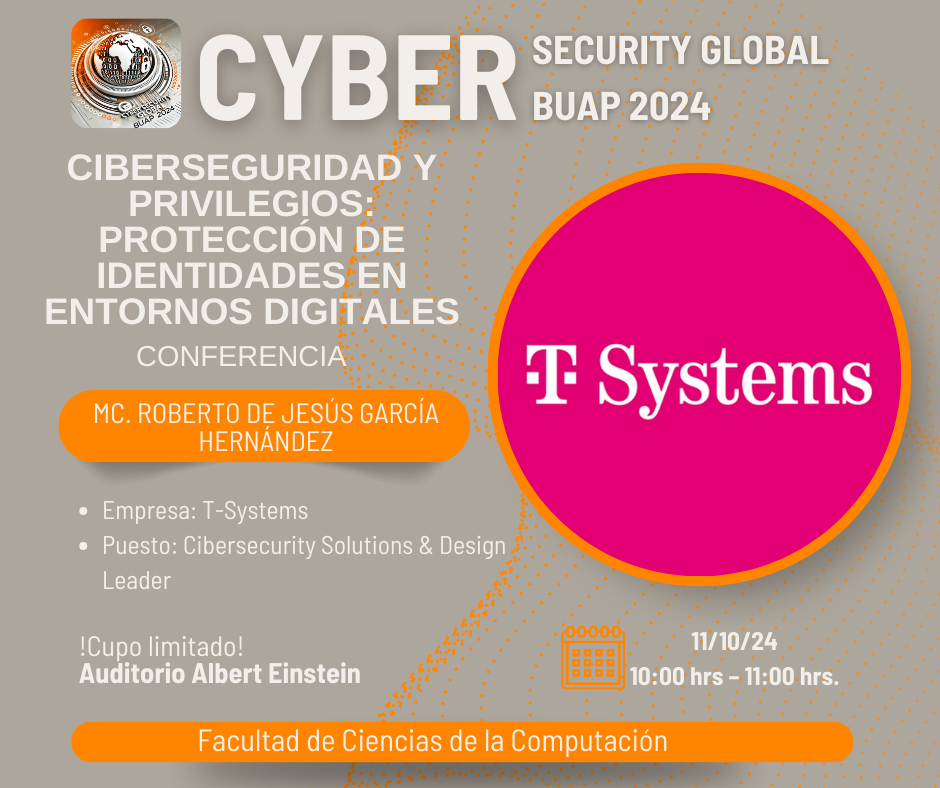 CYBER
SECURITY GLOBAL
BUAP 2024
CIBERSEGURIDAD Y
PRIVILEGIOS:
PROTECCIÓN DE
IDENTIDADES EN
ENTORNOS DIGITALES
CONFERENCIA
MC. ROBERTO DE JESÚS GARCÍA
HERNÁNDEZ
T Systems
• Empresa: T-Systems
• Puesto: Cibersecurity Solutions & Design
Leader
!Cupo limitado!
Auditorio Albert Einstein
11/10/24
10:00 hrs – 11:00 hrs.
Facultad de Ciencias de la Computación